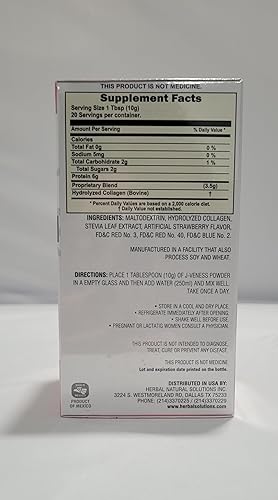 THIS PRODUCT IS NOT MEDICINE.
Supplement Facts
Serving Size 1 Tbsp (10g)
20 Servings per container.
Amount Per Serving % Daily Value *
Calories
Total Fat 0g 0 %
Sodium 5mg 0 %
Total Carbohidrate 2g 1 %
Total Sugars 2g
Protein 6g
Proprietary Blend (3.5g)
Hydrolyzed Collagen (Bovine) †
* Percent Daily Values are based on a 2,000 calorie diet.
† Daily Value not established.
INGREDIENTS: MALTODEXTRIN, HYDROLYZED COLLAGEN,
STEVIA LEAF EXTRACT, ARTIFICIAL STRAWBERRY FLAVOR,
FD&C RED No. 3, FD&C RED No. 40, FD&C BLUE No. 2.
MANUFACTURED IN A FACILITY THAT ALSO
PROCESS SOY AND WHEAT.
DIRECTIONS: PLACE 1 TABLESPOON (10g) OF J-VENESS POWDER
IN A EMPTY GLASS AND THEN ADD WATER (250ml) AND MIX WELL.
TAKE ONCE A DAY.
• STORE IN A COOL AND DRY PLACE
• REFRIGERATE IMMEDIATELY AFTER OPENING
• SHAKE WELL BEFORE USE.
• PREGNANT OR LACTATIG WOMEN CONSULT A PHYSICIAN.
THIS PRODUCT IS NOT INTENDED TO DIAGNOSE,
TREAT, CURE OR PREVENT ANY DISEASE.
THIS PRODUCT IS NOT MEDICINE
Lot and expiration date printed on the bottle.
PRODUCT
OF MEXICO
DISTRIBUTED IN USA BY:
HERBAL NATURAL SOLUTIONS INC.
3224 S. WESTMORELAND RD, DALLAS TX 75233
PHONE: (214)3370225 / (214)3370229
www.herbalsolutions.com